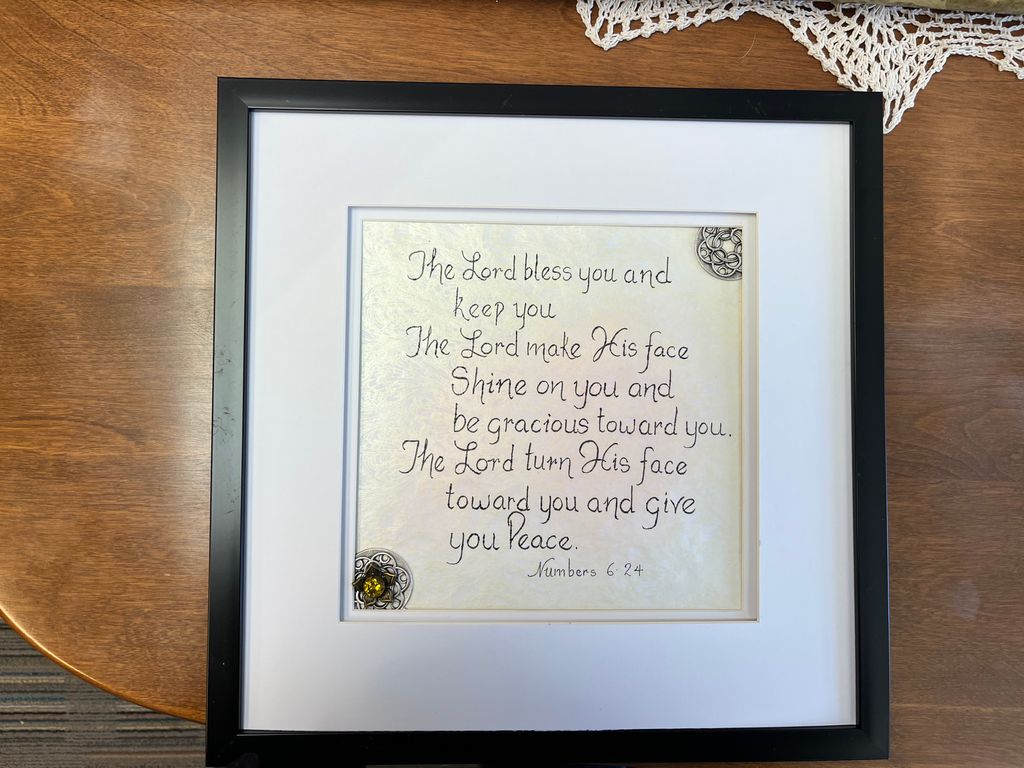 The Lord bless you and
keep you
The Lord make His face
Shine on you and
be gracious toward you.
The Lord turn His face
toward you and give
you Peace.
Numbers 6-24